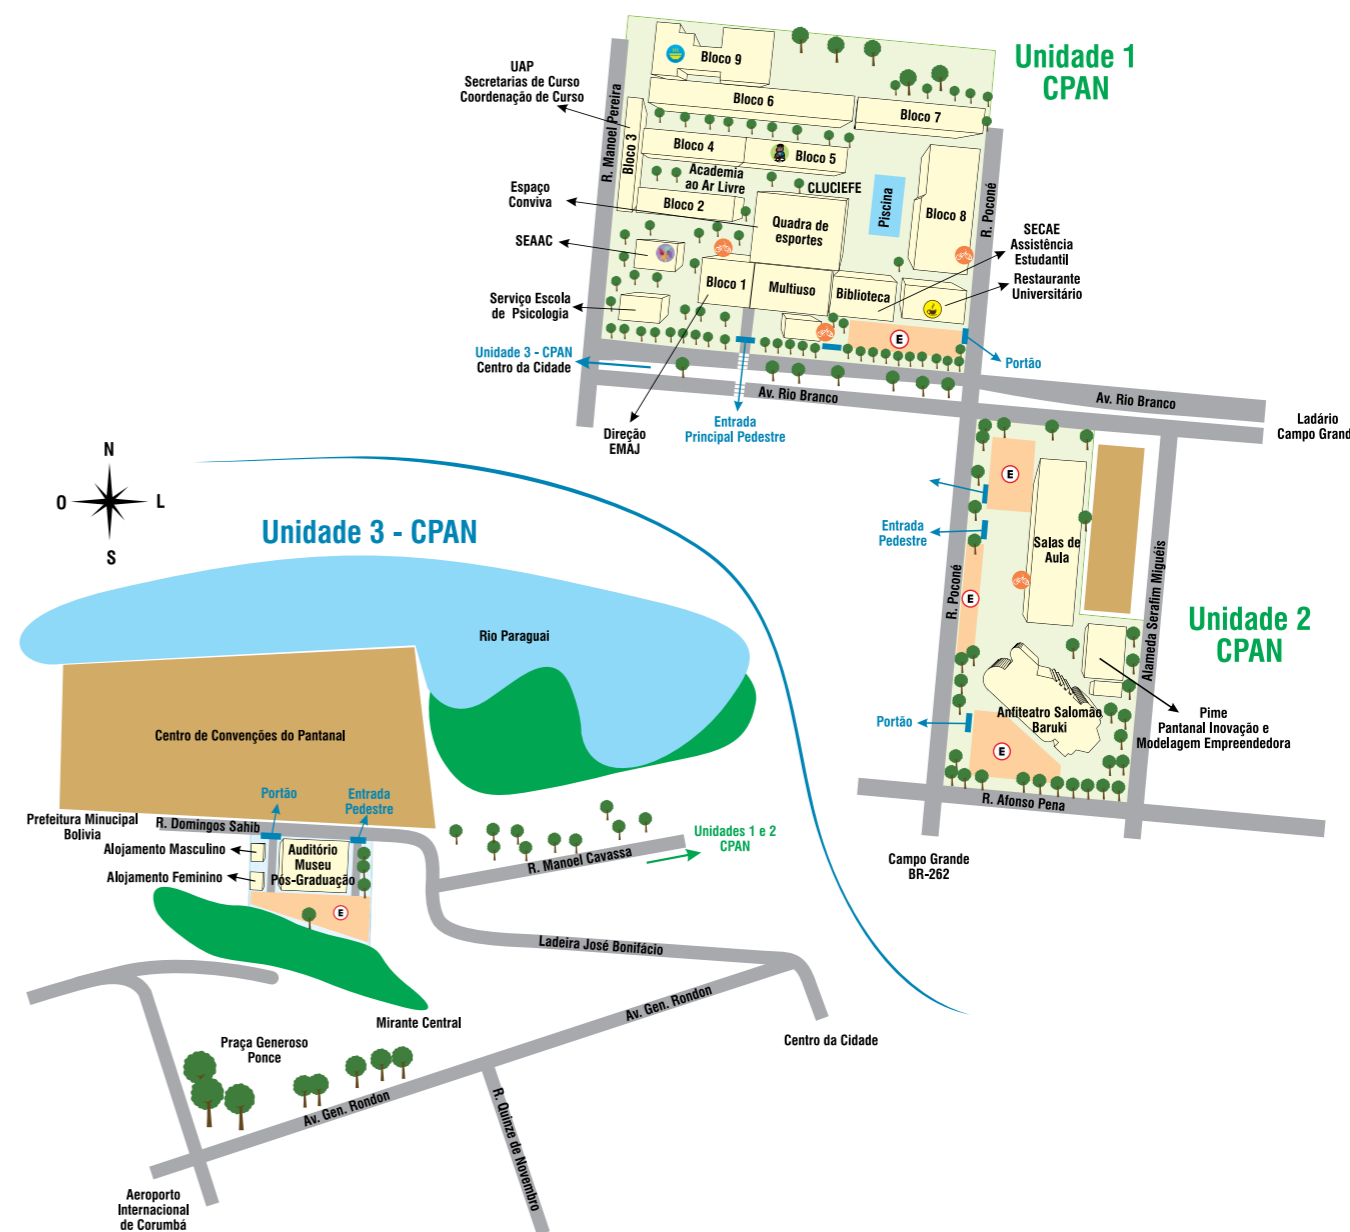 Unidade 1
CPAN
UAP
Secretarias de Curso
Coordenação de Curso
R. Manoel Pereira
Bloco 9
Bloco 6
Bloco 7
Bloco 3
Bloco 4
Bloco 5
Academia
ao Ar Livre
CLUCIEFE
Espaço
Conviva
Bloco 2
Quadra de
esportes
Piscina
Bloco 8
R. Poconé
SECAE
Assistência
Estudantil
SEAAC
Bloco 1
Multiuso
Biblioteca
Restaurante
Universitário
Serviço Escola
de Psicologia
E
Portão
Unidade 3 - CPAN
Centro da Cidade
Av. Rio Branco
Av. Rio Branco
Ladário
Campo Grande
Direção
EMAJ
Entrada
Principal Pedestre
N
O
L
S
Unidade 3 - CPAN
E
Entrada
Pedestre
Salas de
Aula
R. Poconé
E
Alameda Serafim Miguéis
Unidade 2
CPAN
Rio Paraguai
Centro de Convenções do Pantanal
Portão
Anfiteatro Salomão
Baruki
E
Pime
Pantanal Inovação e
Modelagem Empreendedora
R. Afonso Pena
Campo Grande
BR-262
Portão
Entrada
Pedestre
Prefeitura Minucipal
Bolivia
R. Domingos Sahib
Alojamento Masculino
Alojamento Feminino
Auditório
Museu
Pós-Graduação
E
Unidades 1 e 2
CPAN
R. Manoel Cavassa
Ladeira José Bonifácio
Av. Gen. Rondon
Mirante Central
Centro da Cidade
Praça Generoso
Ponce
Av. Gen. Rondon
R. Quinze de Novembro
Aeroporto
Internacional
de Corumbá